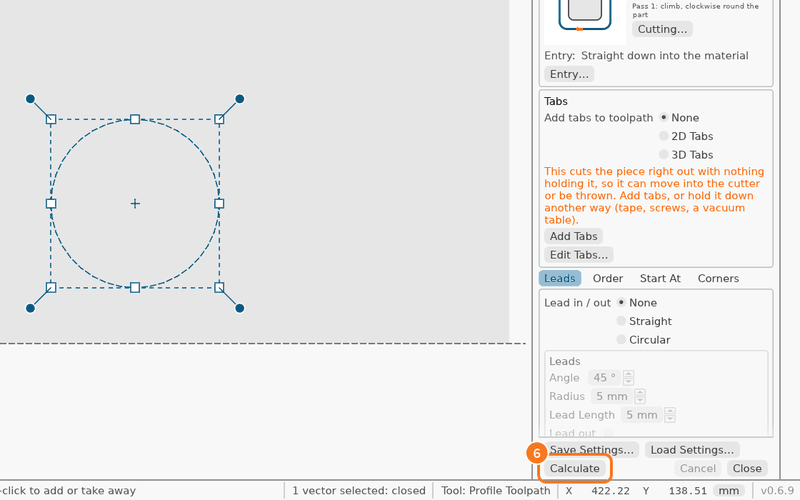 Pass 1: climb, clockwise round the
part
Cutting...
Entry: Straight down into the material
Entry...
Tabs
Add tabs to toolpath None
2D Tabs
3D Tabs
This cuts the piece right out with nothing
holding it, so it can move into the cutter
or be thrown. Add tabs, or hold it down
another way (tape, screws, a vacuum
table).
Add Tabs
Edit Tabs...
Leads Order Start At Corners
Lead in / out None
Straight
Circular
Leads
Angle 45 °
Radius 5 mm
Lead Length 5 mm
Lead out
6
Save Settings... Load Settings...
Calculate Cancel Close
-click to add or take away 1 vector selected: closed Tool: Profile Toolpath X 422.22 Y 138.51 mm v0.6.9